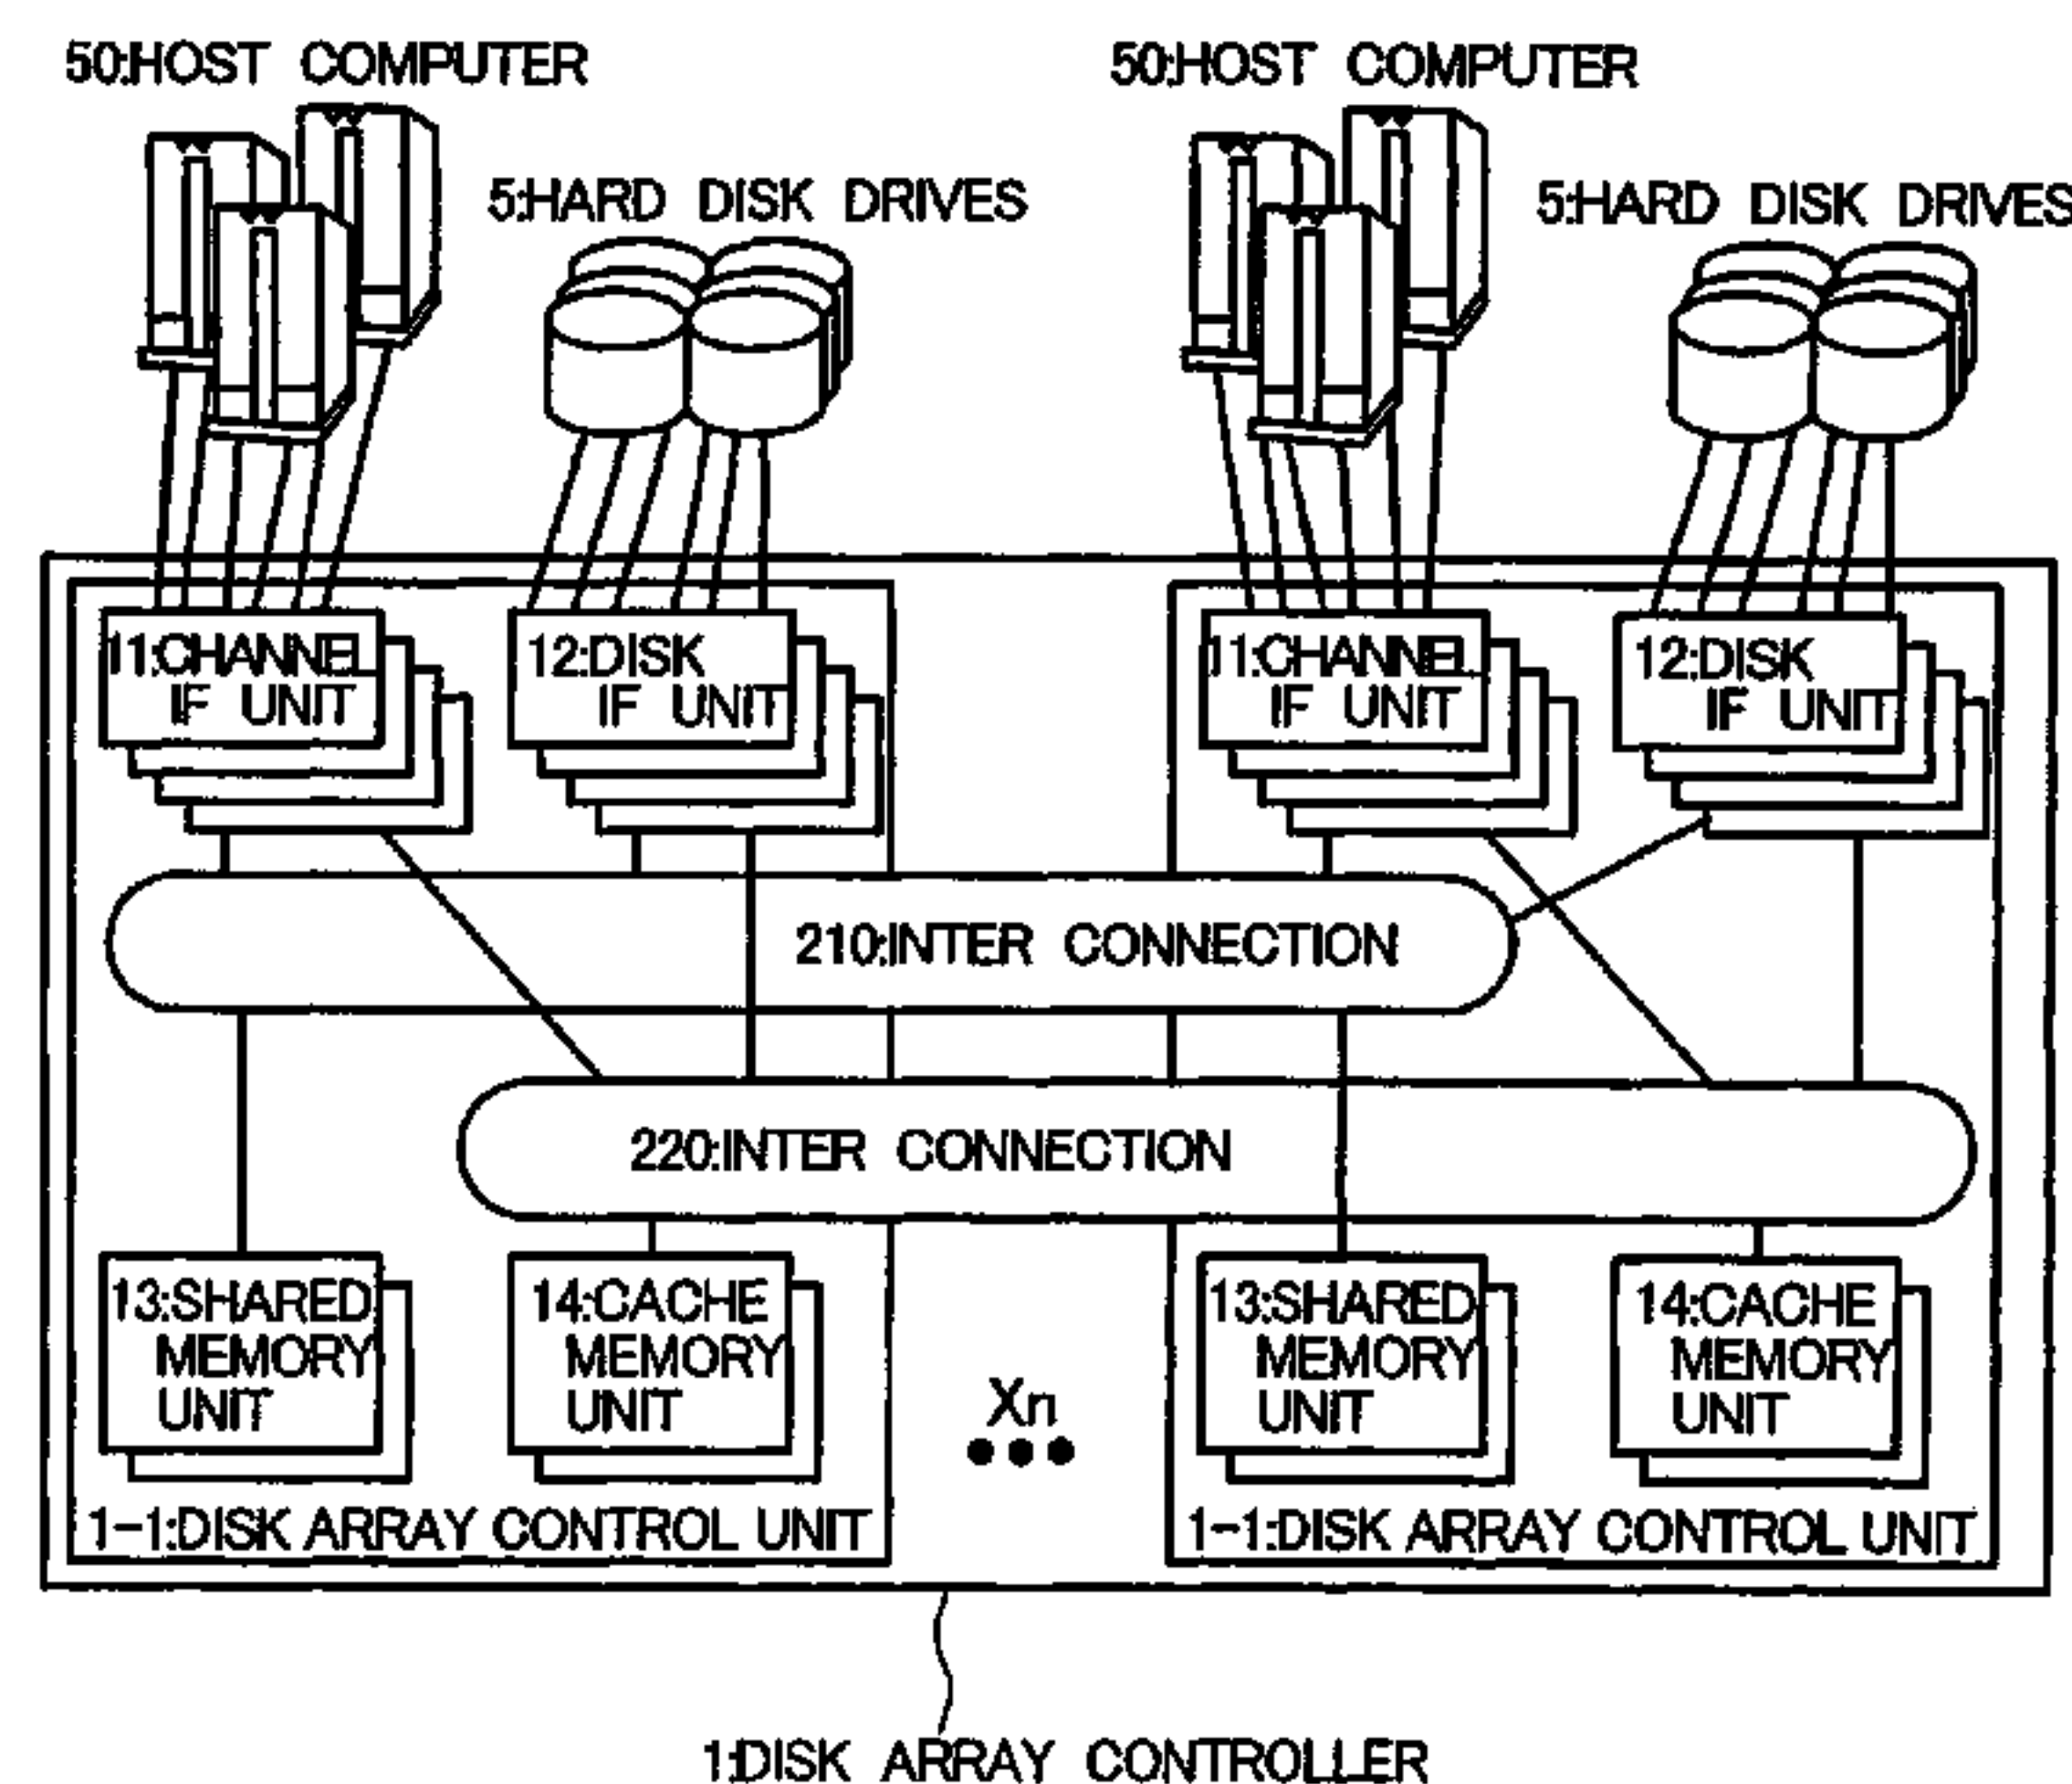 50:HOST COMPUTER
50:HOST COMPUTER
5:HARD DISK DRIVES
5:HARD DISK DRIVES
11:CHANNEL
IF UNIT
12:DISK
IF UNIT
11:CHANNEL
IF UNIT
12:DISK
IF UNIT
210:INTER CONNECTION
220:INTER CONNECTION
13:SHARED
MEMORY
UNIT
14:CACHE
MEMORY
UNIT
Xn
13:SHARED
MEMORY
UNIT
14:CACHE
MEMORY
UNIT
1-1:DISK ARRAY CONTROL UNIT
1-1:DISK ARRAY CONTROL UNIT
1:DISK ARRAY CONTROLLER